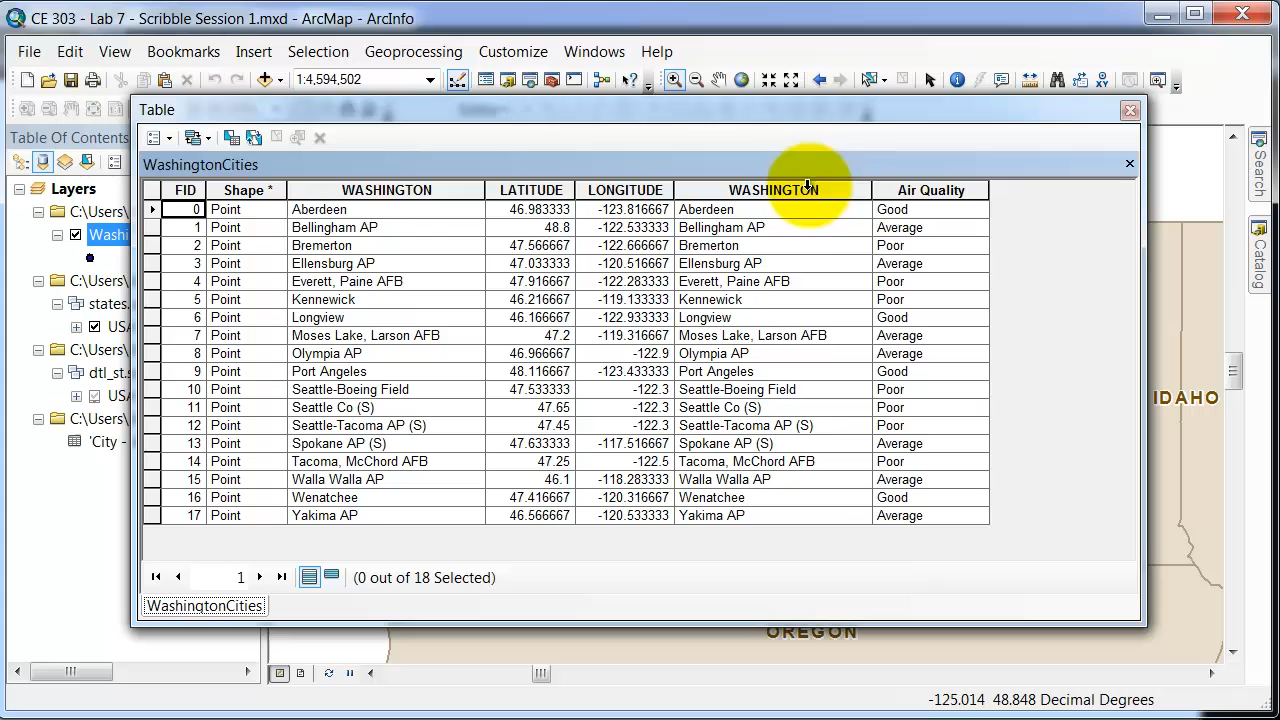 CE 303 - Lab 7 - Scribble Session 1.mxd - ArcMap - ArcInfo
File Edit View Bookmarks Insert Selection Geoprocessing Customize Windows Help
1:4,594,502
Table
Table Of Contents
WashingtonCities
Layers
C:\Users\
Washi
C:\Users\
states.
USA
C:\Users\
dtl_st.
USA
C:\Users\
'City -
FID Shape * WASHINGTON LATITUDE LONGITUDE WASHINGTON Air Quality
0 Point Aberdeen 46.983333 -123.816667 Aberdeen Good
1 Point Bellingham AP 48.8 -122.533333 Bellingham AP Average
2 Point Bremerton 47.566667 -122.666667 Bremerton Poor
3 Point Ellensburg AP 47.033333 -120.516667 Ellensburg AP Average
4 Point Everett, Paine AFB 47.916667 -122.283333 Everett, Paine AFB Poor
5 Point Kennewick 46.216667 -119.133333 Kennewick Poor
6 Point Longview 46.166667 -122.933333 Longview Good
7 Point Moses Lake, Larson AFB 47.2 -119.316667 Moses Lake, Larson AFB Average
8 Point Olympia AP 46.966667 -122.9 Olympia AP Average
9 Point Port Angeles 48.116667 -123.433333 Port Angeles Good
10 Point Seattle-Boeing Field 47.533333 -122.3 Seattle-Boeing Field Poor
11 Point Seattle Co (S) 47.65 -122.3 Seattle Co (S) Poor
12 Point Seattle-Tacoma AP (S) 47.45 -122.3 Seattle-Tacoma AP (S) Poor
13 Point Spokane AP (S) 47.633333 -117.516667 Spokane AP (S) Average
14 Point Tacoma, McChord AFB 47.25 -122.5 Tacoma, McChord AFB Poor
15 Point Walla Walla AP 46.1 -118.283333 Walla Walla AP Average
16 Point Wenatchee 47.416667 -120.316667 Wenatchee Good
17 Point Yakima AP 46.566667 -120.533333 Yakima AP Average
1 (0 out of 18 Selected)
WashingtonCities
Search
Catalog
IDAHO
OREGON
-125.014 48.848 Decimal Degrees